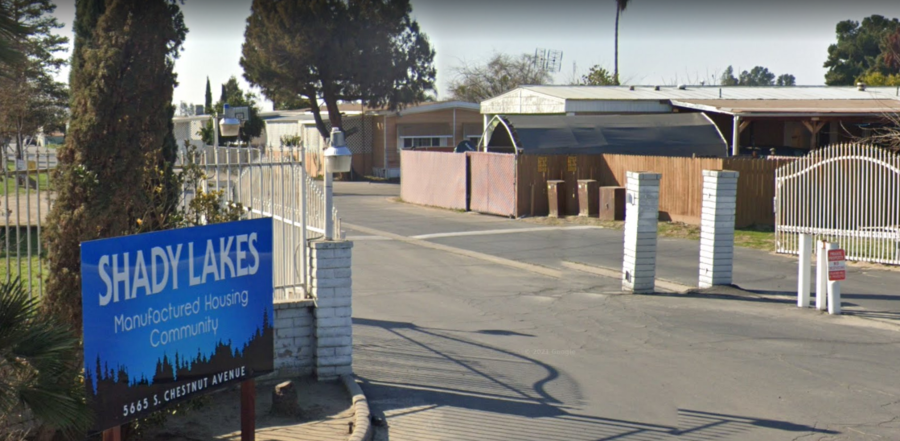 SHADY LAKES
Manufactured Housing
Community
5665 S. CHESTNUT AVENUE